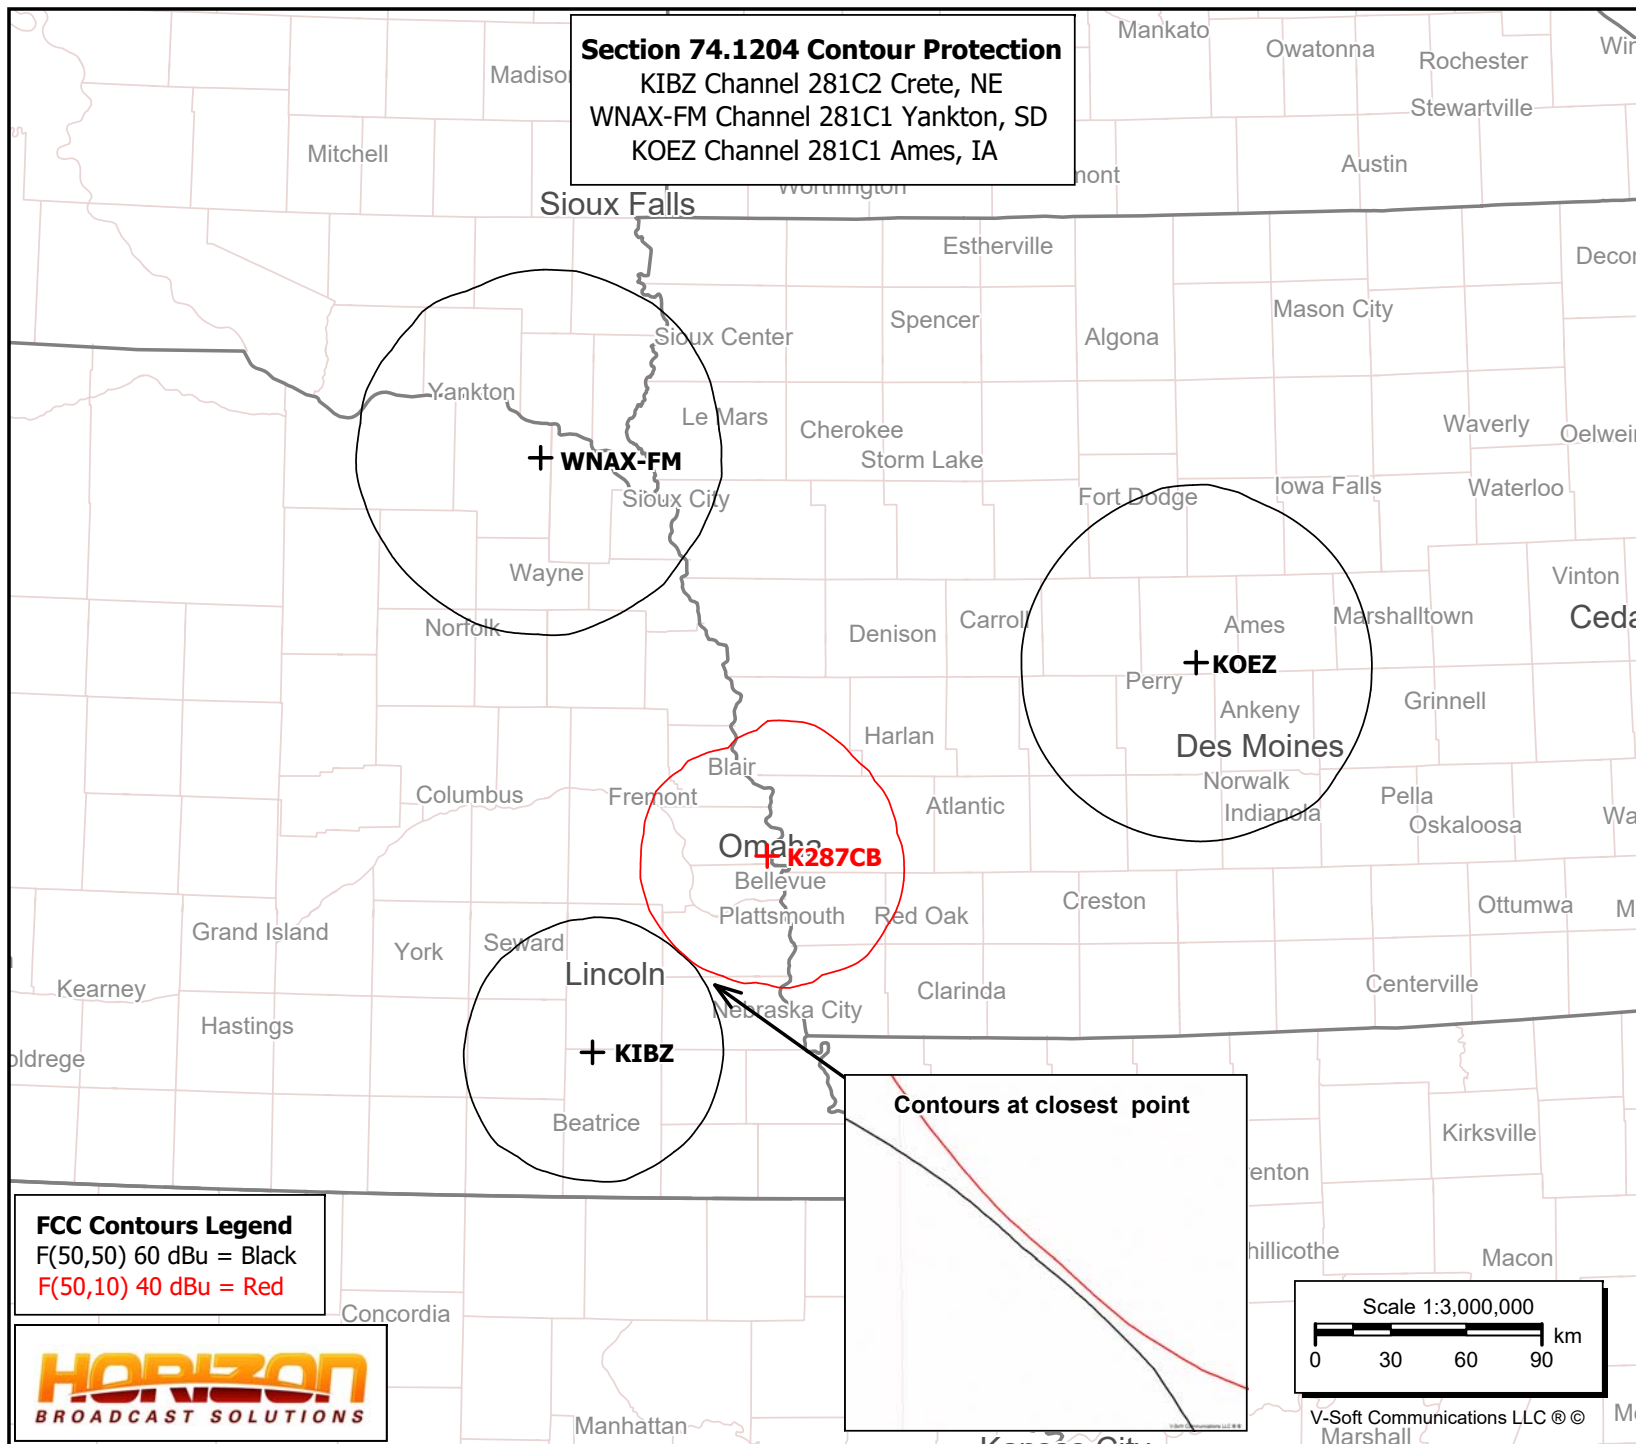 Section 74.1204 Contour Protection
KIBZ Channel 281C2 Crete, NE
WNAX-FM Channel 281C1 Yankton, SD
KOEZ Channel 281C1 Ames, IA
Mankato
Owatonna
Rochester
Stewartville
Mitchell
Austin
Sioux Falls
Estherville
Spencer
Mason City
Sioux Center
Algona
Yankton
Le Mars
Cherokee
Waverly
Storm Lake
WNAX-FM
Sioux City
Fort Dodge
Iowa Falls
Waterloo
Wayne
Vinton
Norfolk
Denison
Carroll
Ames
Marshalltown
KOEZ
Perry
Grinnell
Ankeny
Harlan
Des Moines
Blair
Norwalk
Columbus
Fremont
Atlantic
Indianola
Pella
Oskaloosa
Omaha
K287CB
Bellevue
Plattsmouth
Red Oak
Creston
Ottumwa
Grand Island
York
Seward
Lincoln
Kearney
Clarinda
Centerville
Nebraska City
Hastings
KIBZ
Beatrice
Contours at closest point
Kirksville
Macon
FCC Contours Legend
F(50,50) 60 dBu = Black
F(50,10) 40 dBu = Red
Concordia
Scale 1:3,000,000
km
0 30 60 90
HORIZON
BROADCAST SOLUTIONS
Manhattan
V-Soft Communications LLC ® ©
Marshall